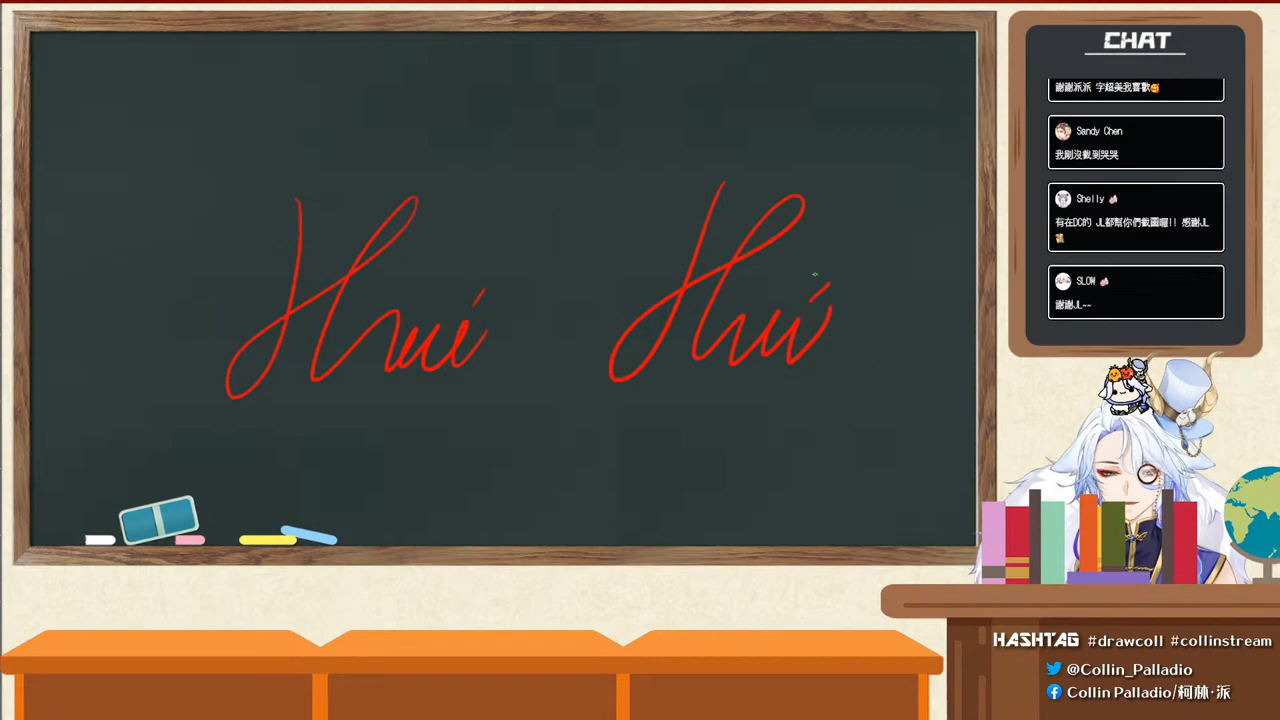 Hué Hú
CHAT
謝謝派派 字超美我喜歡🥰
Sandy Chen
我剛沒截到哭哭
Shelly
有在DC的 JL都幫你們截圖囉!! 感謝JL
SLOW
謝謝JL~~
HASHTAG #drawcoll #collinstream
@Collin_Palladio
Collin Palladio/柯林·派